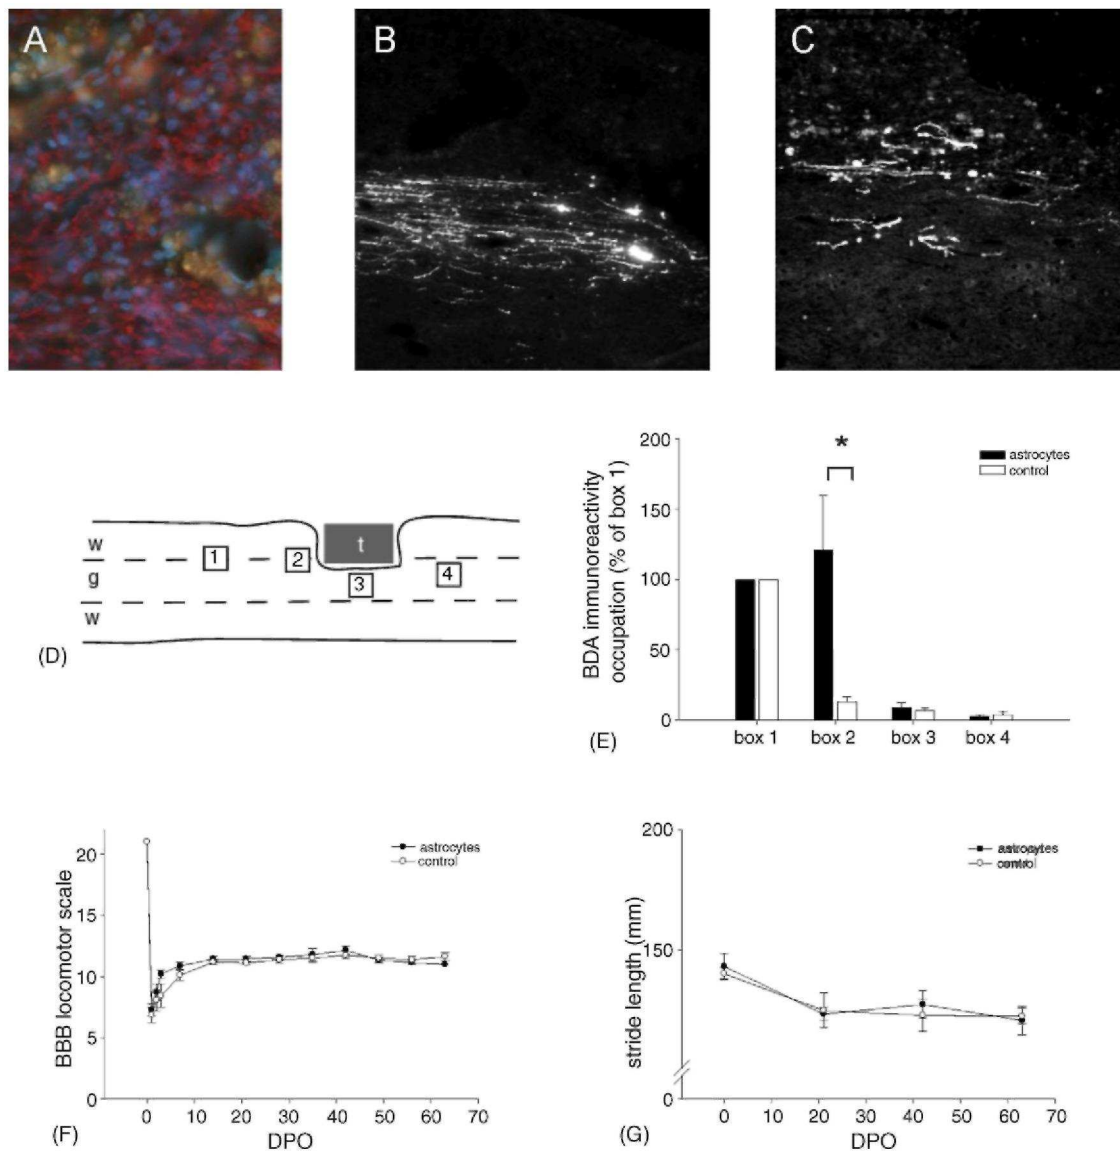 A
B
C
w
g
w
1
2
t
3
4
(D)
BDA immunoreactivity
occupation (% of box 1)
200
150
100
50
0
*
astrocytes
control
box 1
box 2
box 3
box 4
(E)
BBB locomotor scale
20
15
10
5
0
astrocytes
control
0 10 20 30 40 50 60 70
DPO
(F)
stride length (mm)
200
150
0
0 10 20 30 40 50 60 70
DPO
(G)